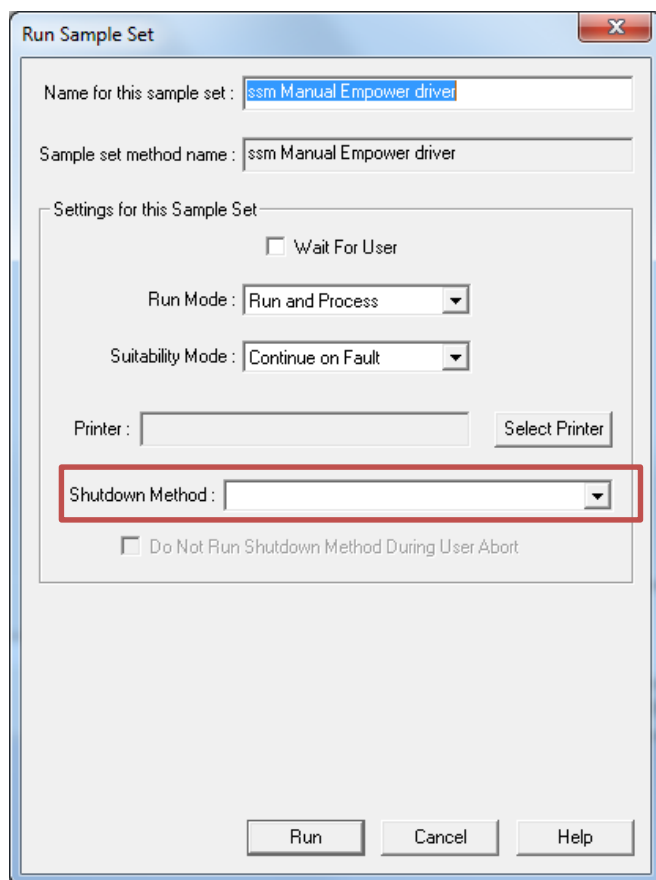 Run Sample Set
Name for this sample set : ssm Manual Empower driver
Sample set method name : ssm Manual Empower driver
Settings for this Sample Set
Wait For User
Run Mode : Run and Process
Suitability Mode : Continue on Fault
Printer : Select Printer
Shutdown Method :
Do Not Run Shutdown Method During User Abort
Run Cancel Help